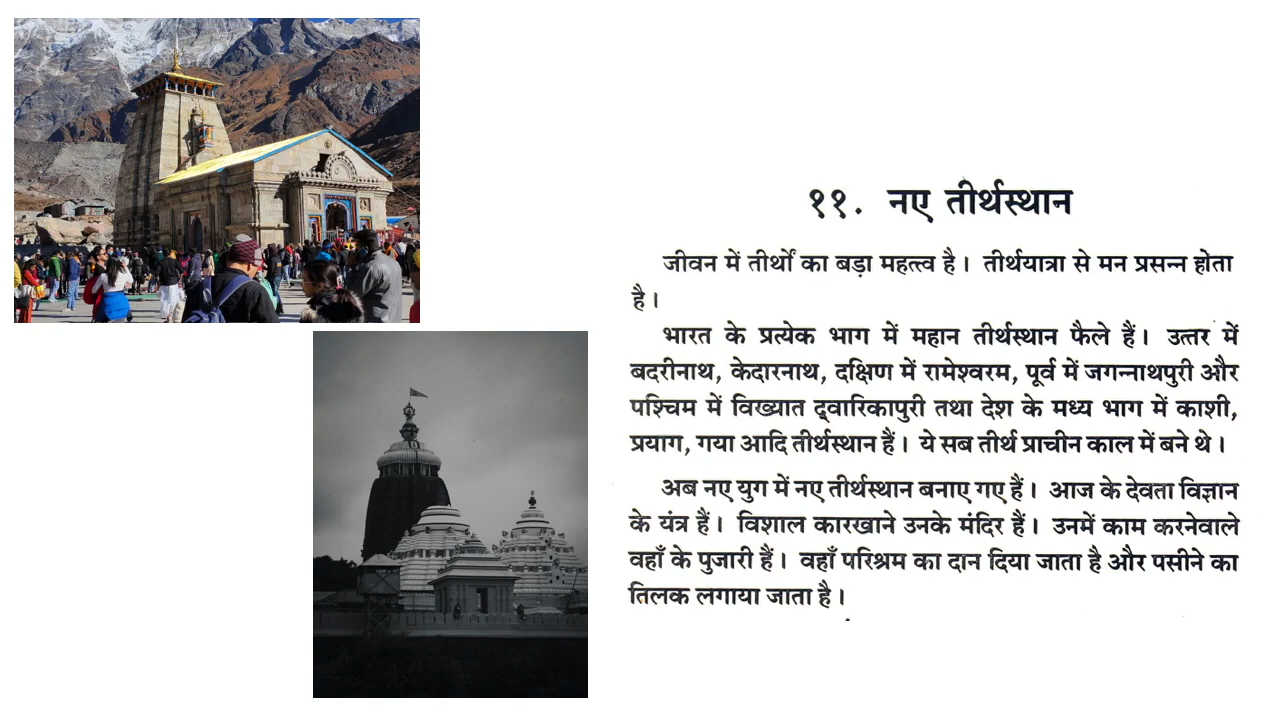 ११. नए तीर्थस्थान
जीवन में तीर्थों का बड़ा महत्त्व है। तीर्थयात्रा से मन प्रसन्न होता
है।
भारत के प्रत्येक भाग में महान तीर्थस्थान फैले हैं। उत्तर में
बदरीनाथ, केदारनाथ, दक्षिण में रामेश्वरम, पूर्व में जगन्नाथपुरी और
पश्चिम में विख्यात द्वारिकापुरी तथा देश के मध्य भाग में काशी,
प्रयाग, गया आदि तीर्थस्थान हैं। ये सब तीर्थ प्राचीन काल में बने थे।
अब नए युग में नए तीर्थस्थान बनाए गए हैं। आज के देवता विज्ञान
के यंत्र हैं। विशाल कारखाने उनके मंदिर हैं। उनमें काम करनेवाले
वहाँ के पुजारी हैं। वहाँ परिश्रम का दान दिया जाता है और पसीने का
तिलक लगाया जाता है।